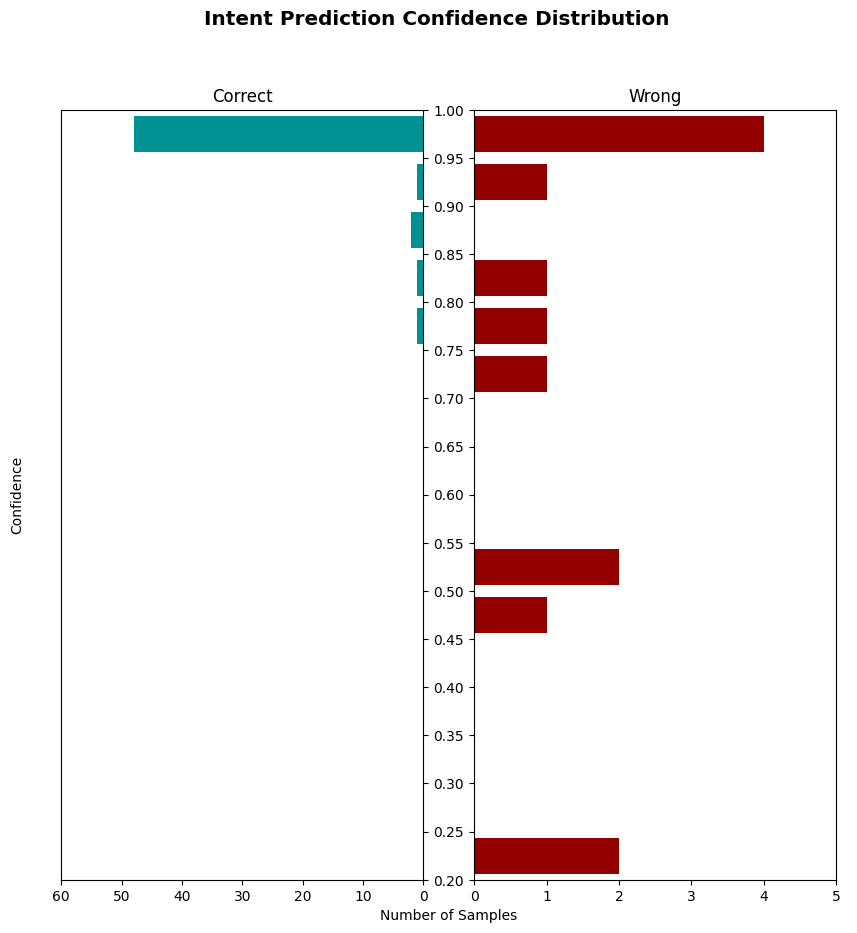 Intent Prediction Confidence Distribution
Correct
Wrong
1.00
0.95
0.90
0.85
0.80
0.75
0.70
0.65
0.60
0.55
0.50
0.45
0.40
0.35
0.30
0.25
0.20
Confidence
60 50 40 30 20 10 0
0 1 2 3 4 5
Number of Samples